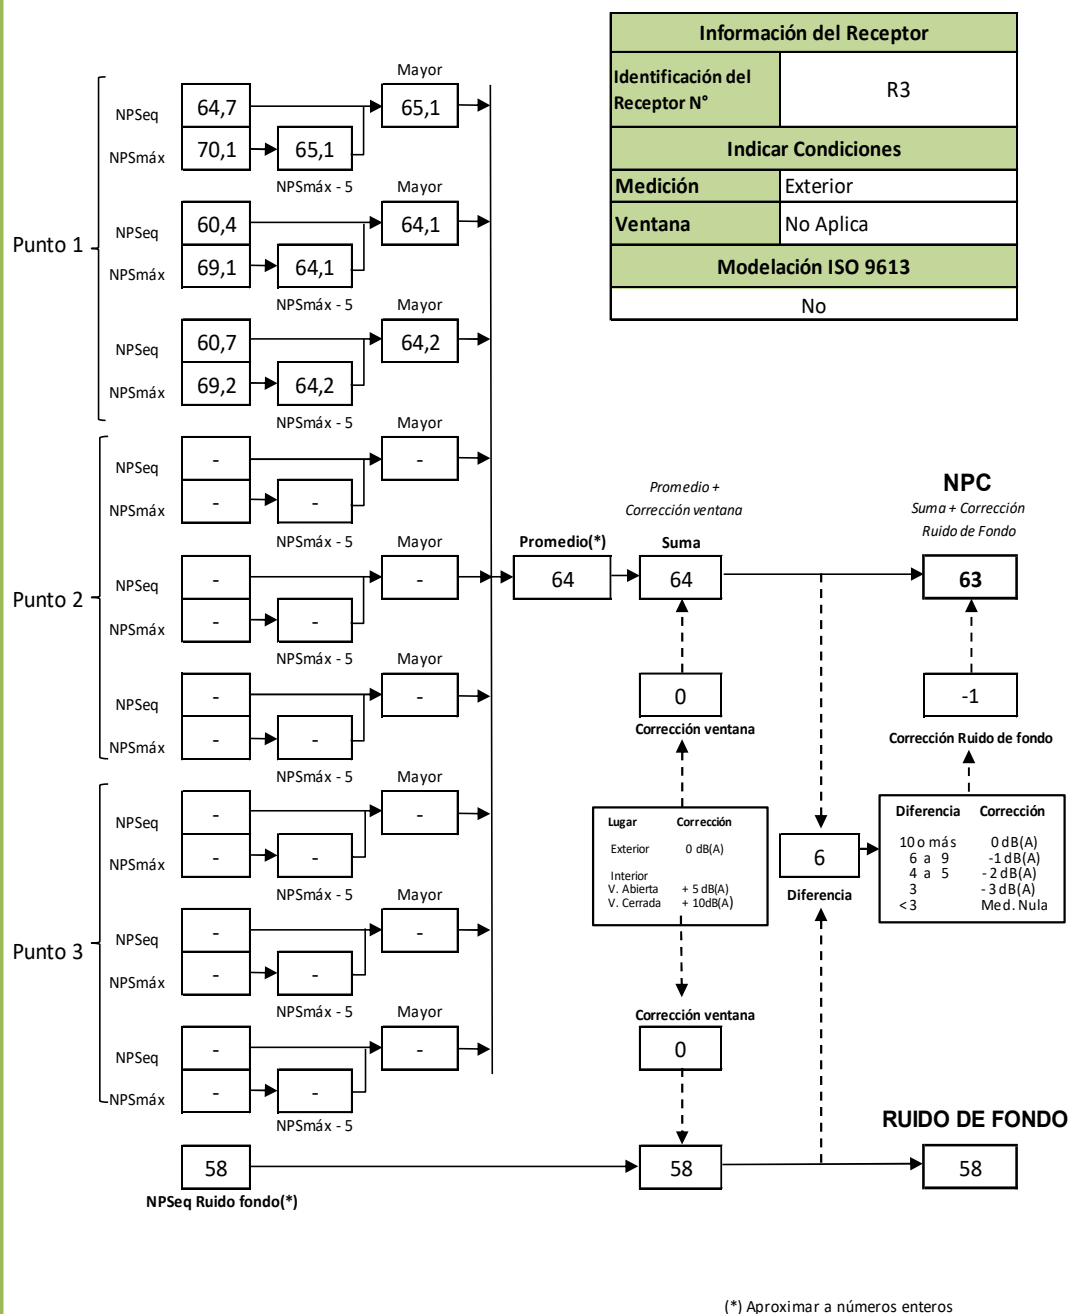 Información del Receptor
Identificación del Receptor N°
R3
Indicar Condiciones
Medición
Exterior
Ventana
No Aplica
Modelación ISO 9613
No
Punto 1
Mayor
NPSeq
64,7
65,1
NPSmáx
70,1
65,1
NPSmáx - 5
Mayor
NPSeq
60,4
64,1
NPSmáx
69,1
64,1
NPSmáx - 5
Mayor
NPSeq
60,7
64,2
NPSmáx
69,2
64,2
NPSmáx - 5
Punto 2
Mayor
NPSeq
-
-
NPSmáx
-
-
NPSmáx - 5
Mayor
NPSeq
-
-
NPSmáx
-
-
NPSmáx - 5
Mayor
NPSeq
-
-
NPSmáx
-
-
NPSmáx - 5
Punto 3
Mayor
NPSeq
-
-
NPSmáx
-
-
NPSmáx - 5
Mayor
NPSeq
-
-
NPSmáx
-
-
NPSmáx - 5
Mayor
NPSeq
-
-
NPSmáx
-
-
NPSmáx - 5
58
NPSeq Ruido fondo(*)
Promedio(*)
64
Promedio +
Corrección ventana
Suma
64
0
Corrección ventana
Lugar Corrección
Exterior 0 dB(A)
Interior
V. Abierta + 5 dB(A)
V. Cerrada + 10dB(A)
Corrección ventana
0
58
6
Diferencia
NPC
Suma + Corrección
Ruido de Fondo
63
-1
Corrección Ruido de fondo
Diferencia Corrección
10 o más 0 dB(A)
6 a 9 -1 dB(A)
4 a 5 - 2 dB(A)
3 - 3 dB(A)
< 3 Med. Nula
RUIDO DE FONDO
58
(*) Aproximar a números enteros